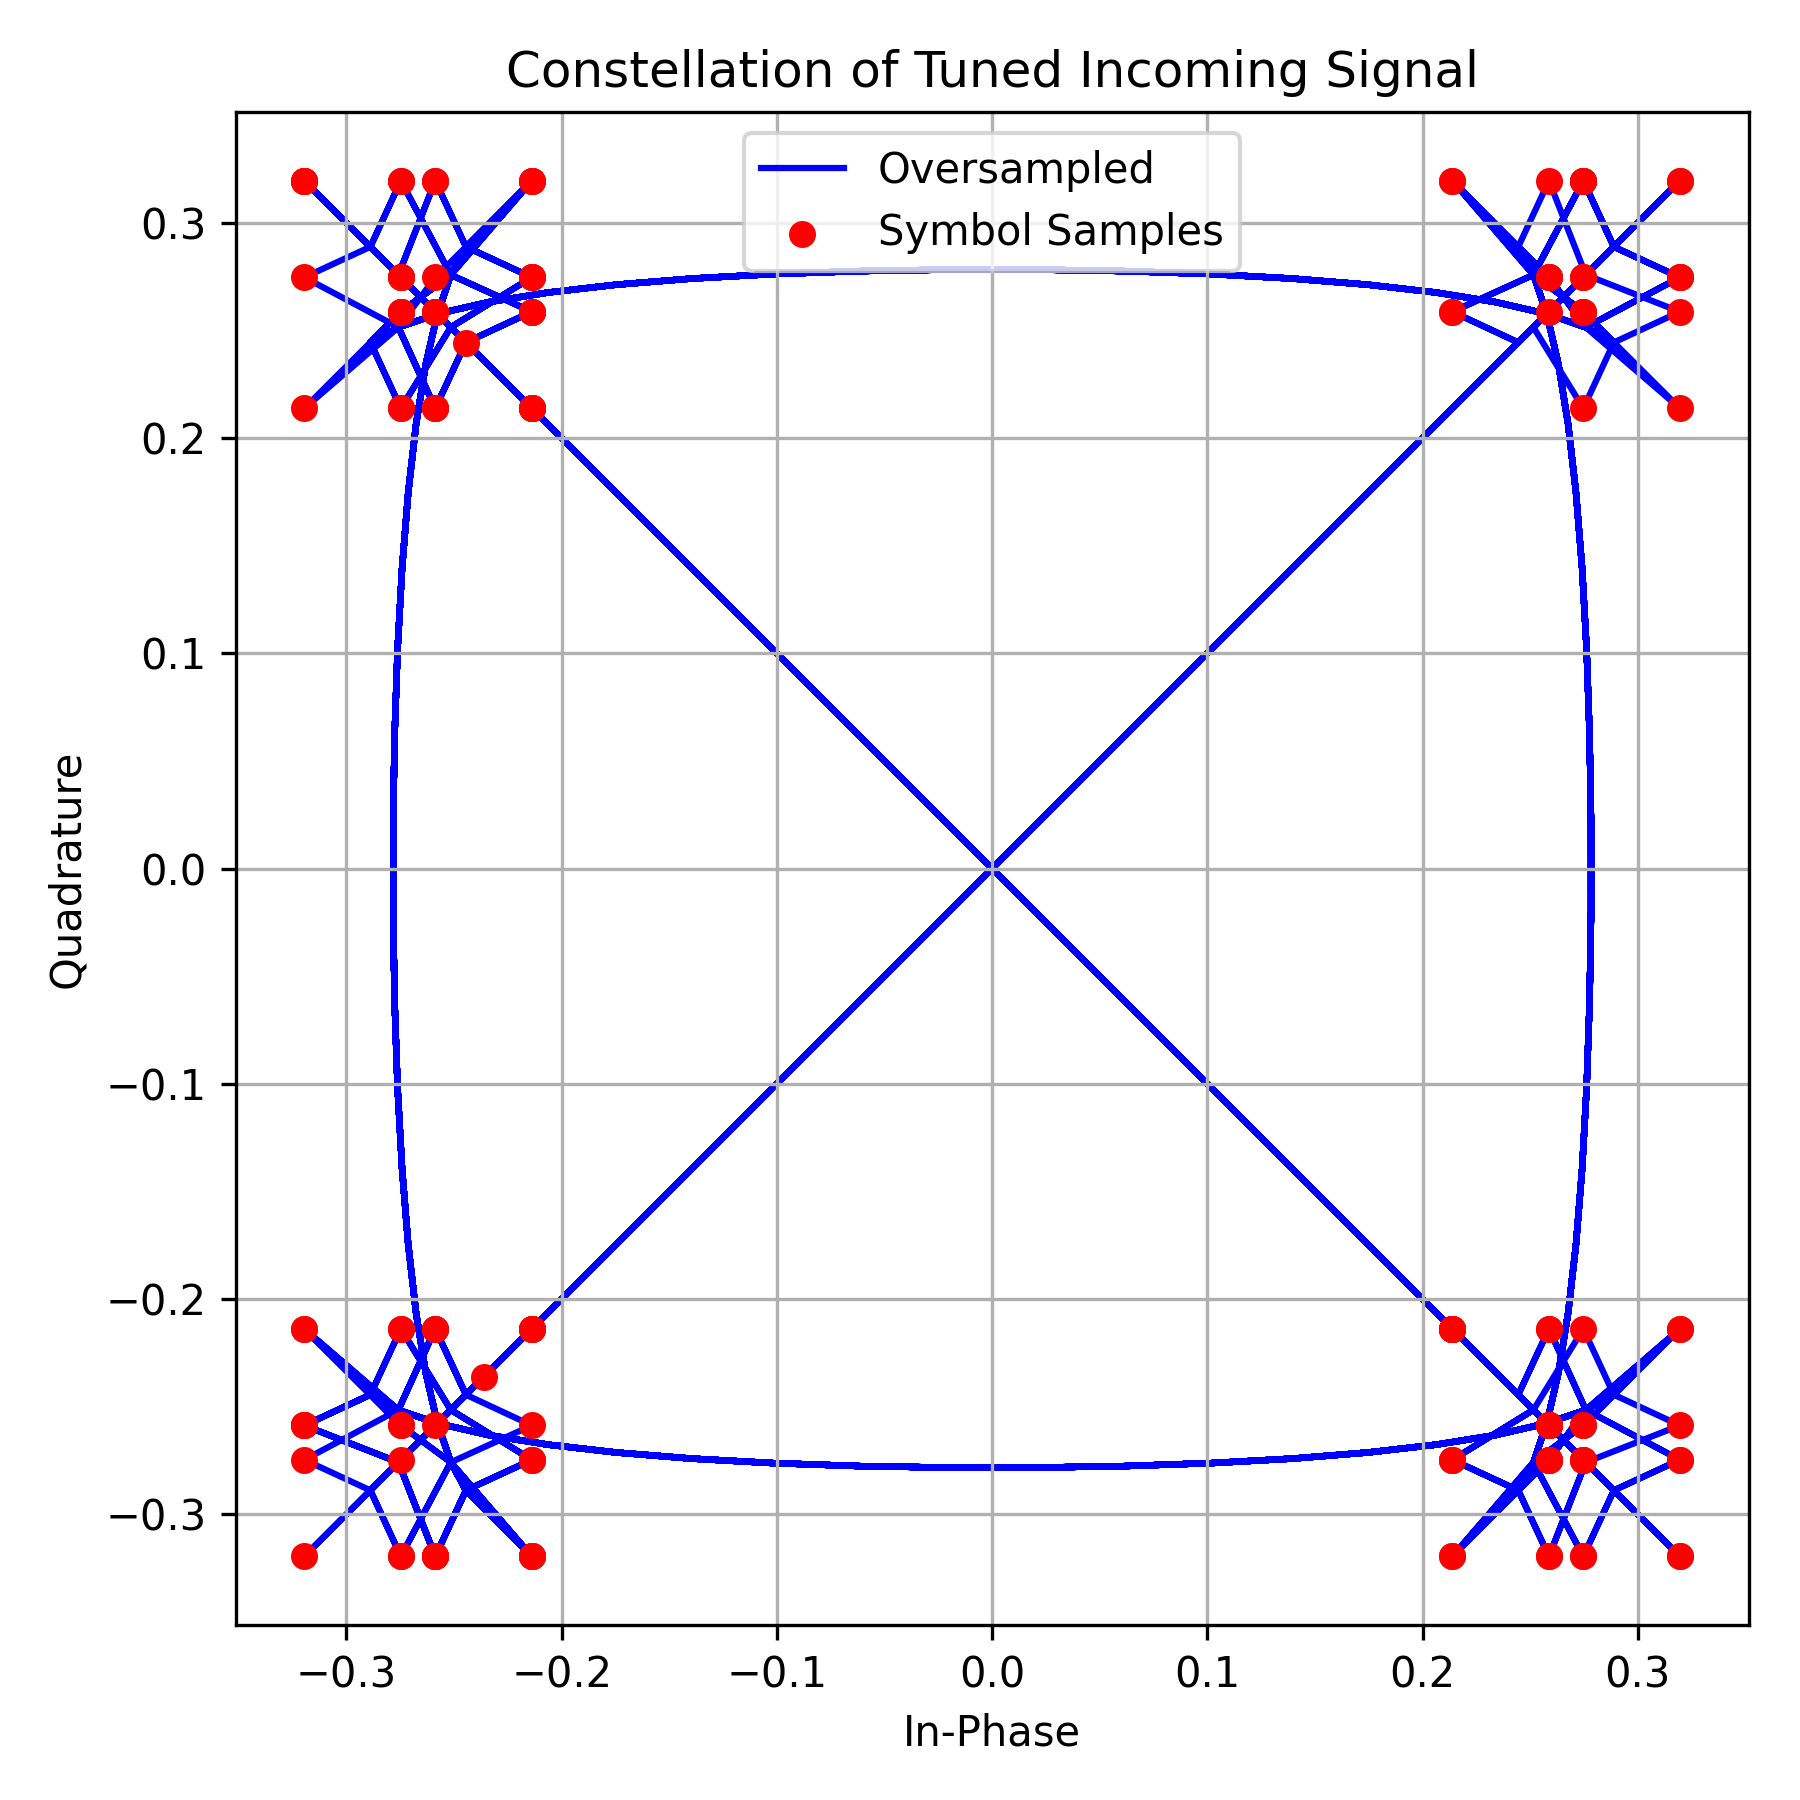 Constellation of Tuned Incoming Signal
Oversampled
Symbol Samples
0.3
0.2
0.1
0.0
−0.1
−0.2
−0.3
Quadrature
−0.3 −0.2 −0.1 0.0 0.1 0.2 0.3
In-Phase